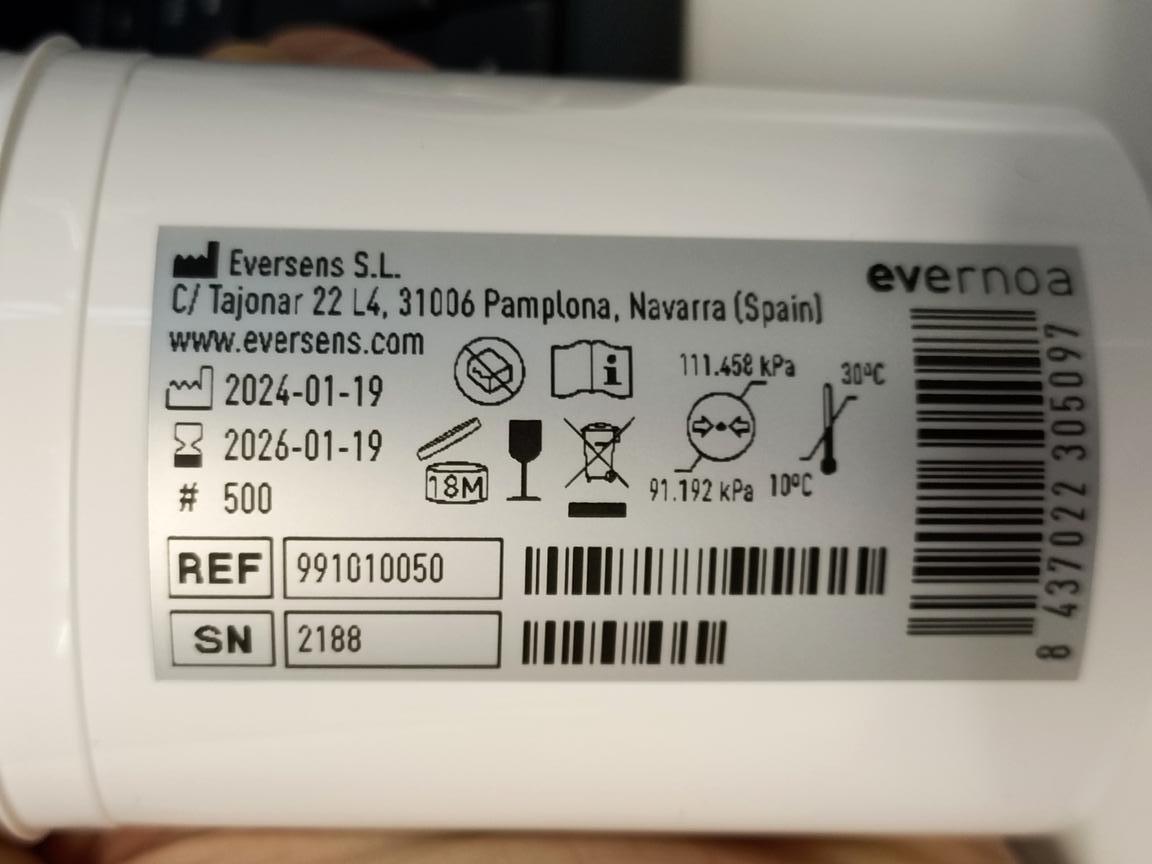 Eversens S.L.
C/ Tajonar 22 L4, 31006 Pamplona, Navarra (Spain)
www.eversens.com
2024-01-19
2026-01-19
# 500
18M
111.458 kPa
91.192 kPa
30ºC
10ºC
REF 991010050
SN 2188
evernoa
8 437022 305097